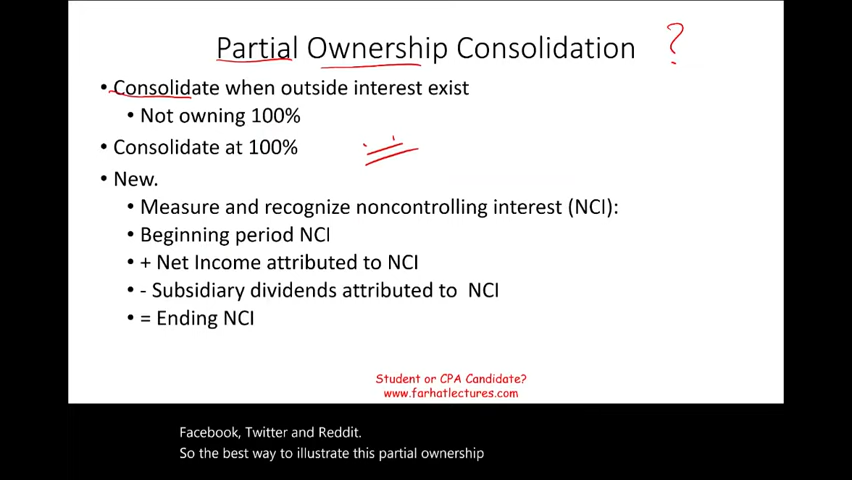 Partial Ownership Consolidation ?
• Consolidate when outside interest exist
• Not owning 100%
• Consolidate at 100%
• New.
• Measure and recognize noncontrolling interest (NCI):
• Beginning period NCI
• + Net Income attributed to NCI
• - Subsidiary dividends attributed to NCI
• = Ending NCI
Student or CPA Candidate?
www.farhatlectures.com
Facebook, Twitter and Reddit.
So the best way to illustrate this partial ownership